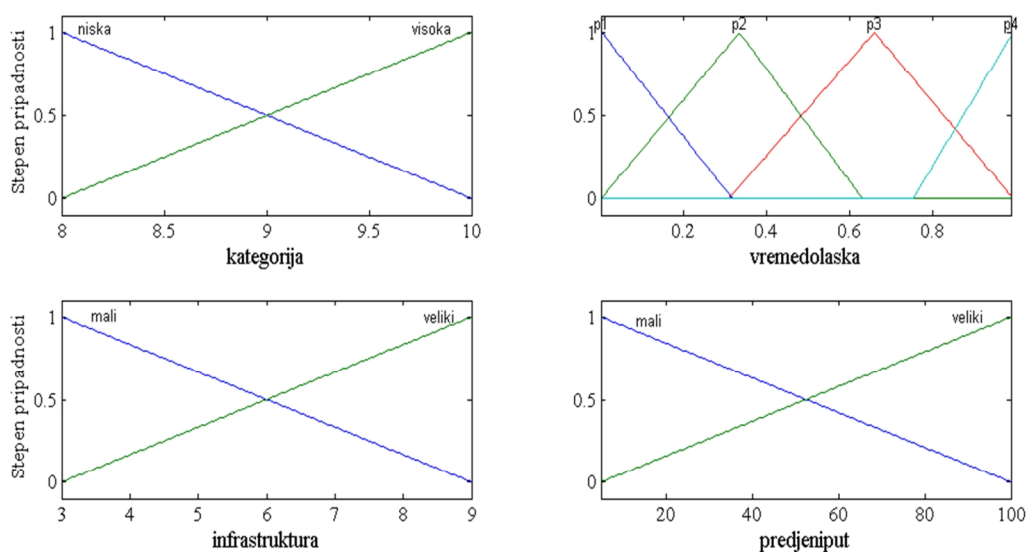 niska
visoka
1
0.5
0
8
8.5
9
9.5
10
Stepen pripadnosti
kategorija
p1
p2
p3
p4
1
0.5
0
0.2
0.4
0.6
0.8
vremedolaska
mali
veliki
1
0.5
0
3
4
5
6
7
8
9
Stepen pripadnosti
infrastruktura
mali
veliki
1
0.5
0
20
40
60
80
100
predjeniput